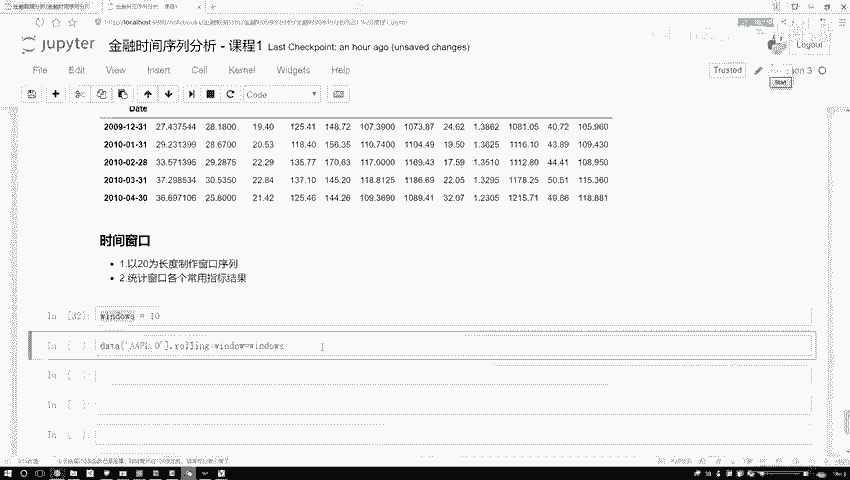 jupyter 金融时间序列分析 - 课程1 Last Checkpoint: an hour ago (unsaved changes)
Logout
File Edit View Insert Cell Kernel Widgets Help
Trusted
Code
Date
2009-12-31 27.437544 28.1800 19.40 125.41 148.72 107.3900 1073.87 24.62 1.3862 1081.05 40.72 105.960
2010-01-31 29.231399 28.6700 20.53 118.40 156.35 110.7400 1104.49 19.50 1.3625 1116.10 43.89 109.430
2010-02-28 33.571395 29.2875 22.29 135.77 170.63 117.0000 1169.43 17.59 1.3510 1112.80 44.41 108.950
2010-03-31 37.298534 30.5350 22.84 137.10 145.20 118.8125 1186.69 22.05 1.3295 1178.25 50.51 115.360
2010-04-30 36.697106 25.8000 21.42 125.46 144.26 109.3690 1089.41 32.07 1.2305 1215.71 49.86 118.881
时间窗口
1.以20为长度制作窗口序列
2.统计窗口各个常用指标结果
In [32]: windows = 10
In [ ]: data['AAPL.O'].rolling(window=windows)
In [ ]:
In [ ]:
In [ ]: